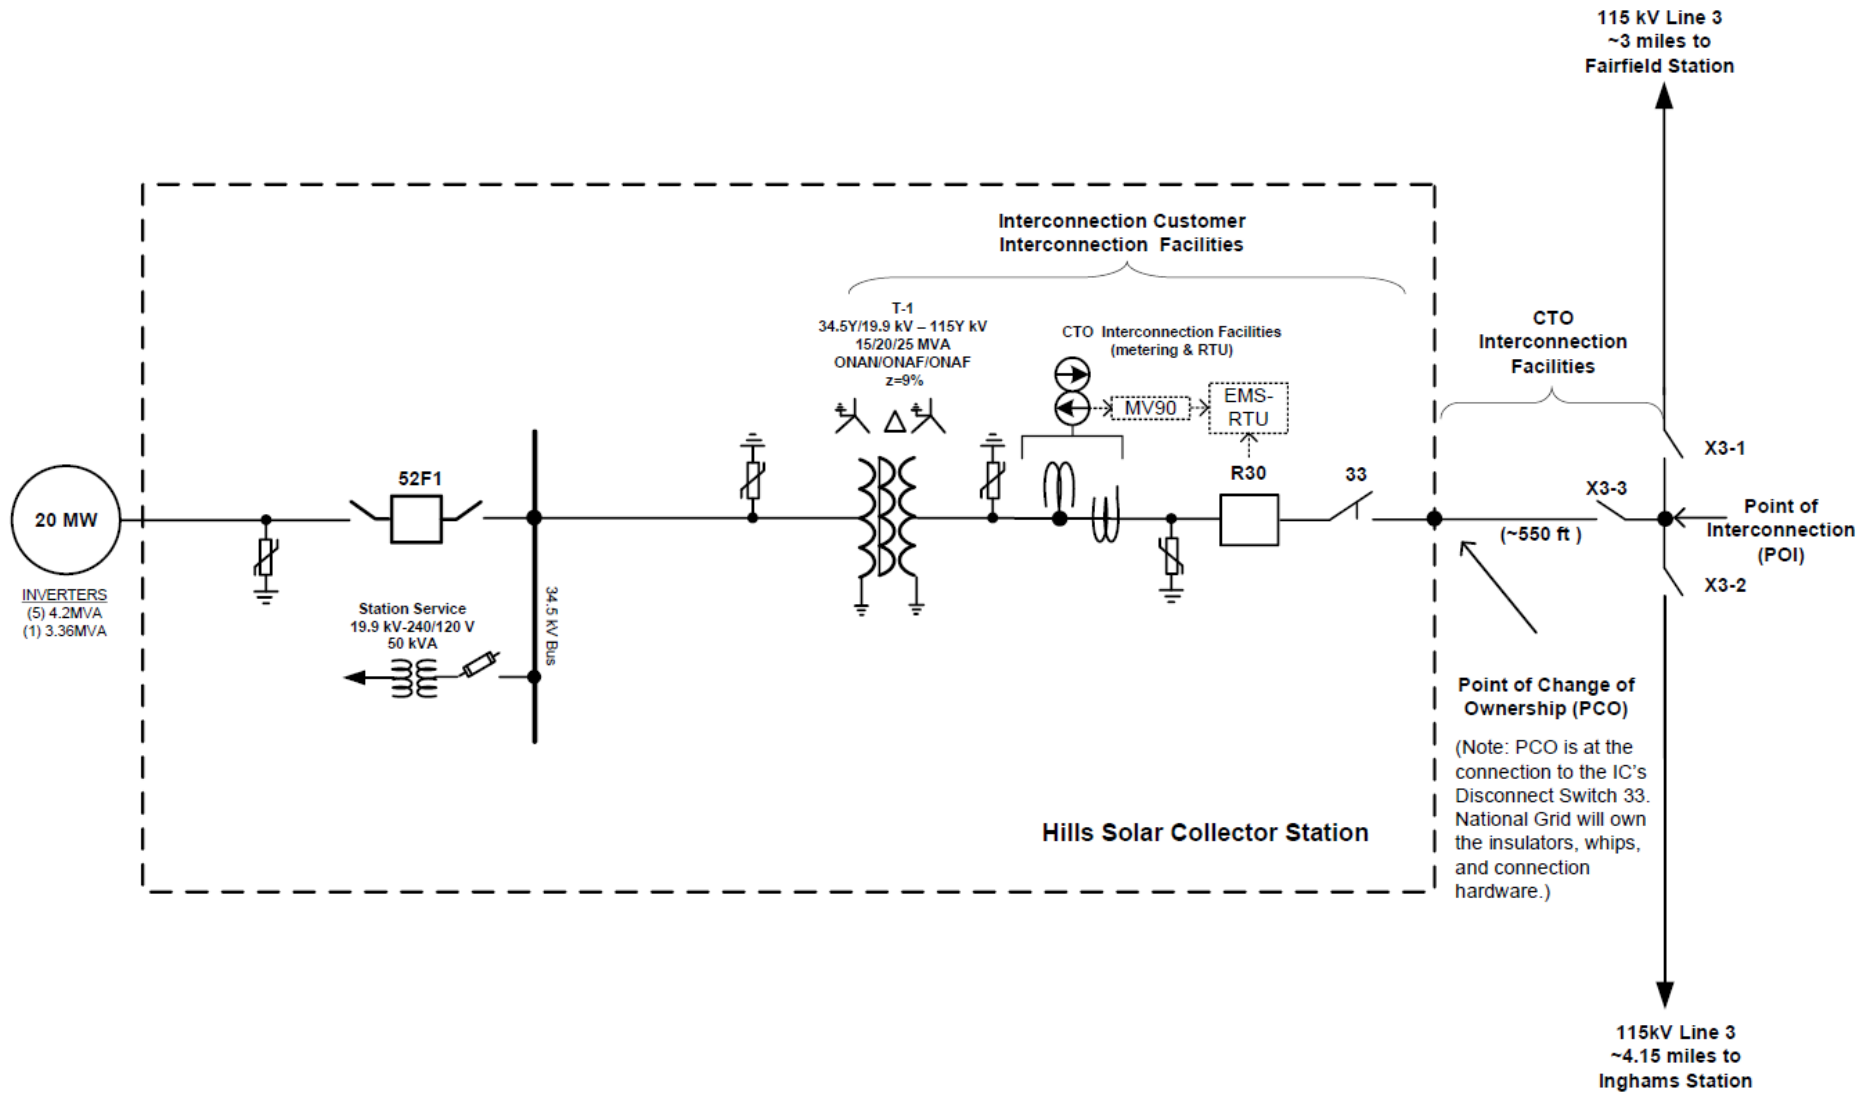 115 kV Line 3
~3 miles to
Fairfield Station
Interconnection Customer
Interconnection Facilities
T-1
34.5Y/19.9 kV – 115Y kV
15/20/25 MVA
ONAN/ONAF/ONAF
z=9%
CTO Interconnection Facilities
(metering & RTU)
MV90
EMS-
RTU
CTO
Interconnection
Facilities
52F1
R30
33
X3-1
X3-3
20 MW
(~550 ft )
Point of
Interconnection
(POI)
X3-2
INVERTERS
(5) 4.2MVA
(1) 3.36MVA
Station Service
19.9 kV-240/120 V
50 kVA
34.5 kV Bus
Point of Change of
Ownership (PCO)
(Note: PCO is at the
connection to the IC's
Disconnect Switch 33.
National Grid will own
the insulators, whips,
and connection
hardware.)
Hills Solar Collector Station
115kV Line 3
~4.15 miles to
Inghams Station